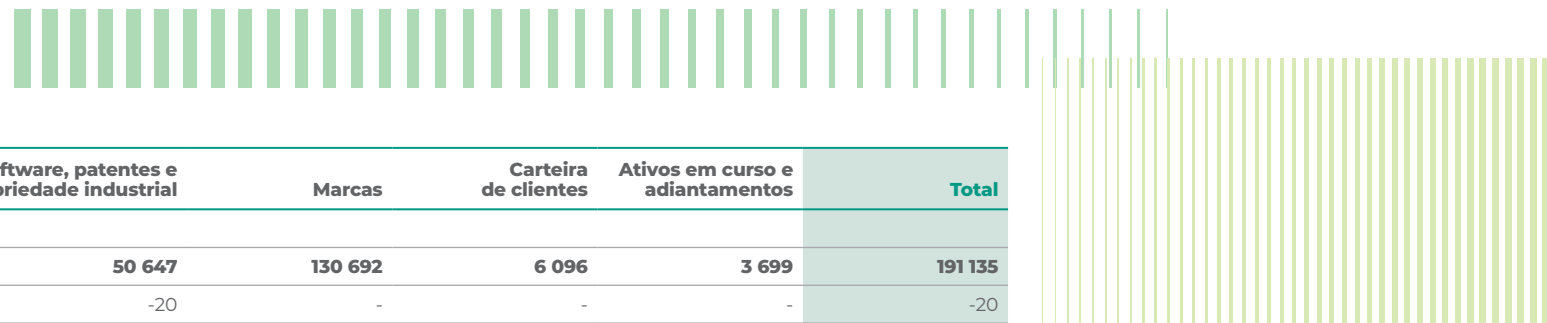 ftware, patentes e
riedade industrial
Marcas
Carteira
de clientes
Ativos em curso e
adiantamentos
Total
50 647 130 692 6 096 3 699 191 135
-20 - - - -20